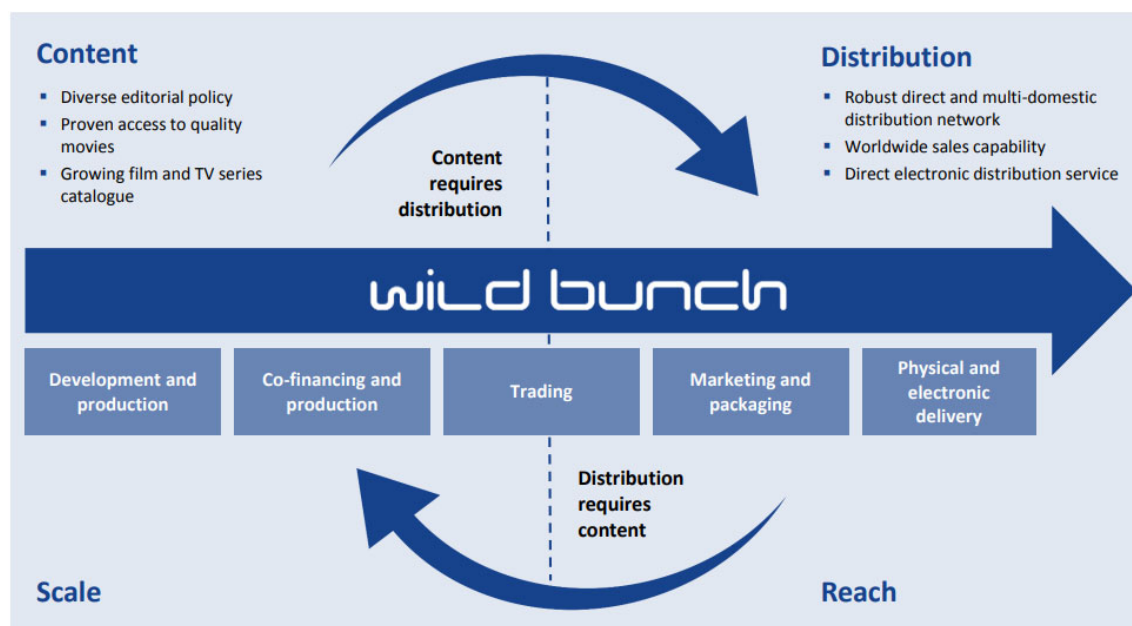 Content
▪ Diverse editorial policy
▪ Proven access to quality
movies
▪ Growing film and TV series
catalogue
Content
requires
distribution
Distribution
▪ Robust direct and multi-domestic
distribution network
▪ Worldwide sales capability
▪ Direct electronic distribution service
wild bunch
Development and
production
Co-financing and
production
Trading
Marketing and
packaging
Physical and
electronic
delivery
Distribution
requires
content
Scale
Reach